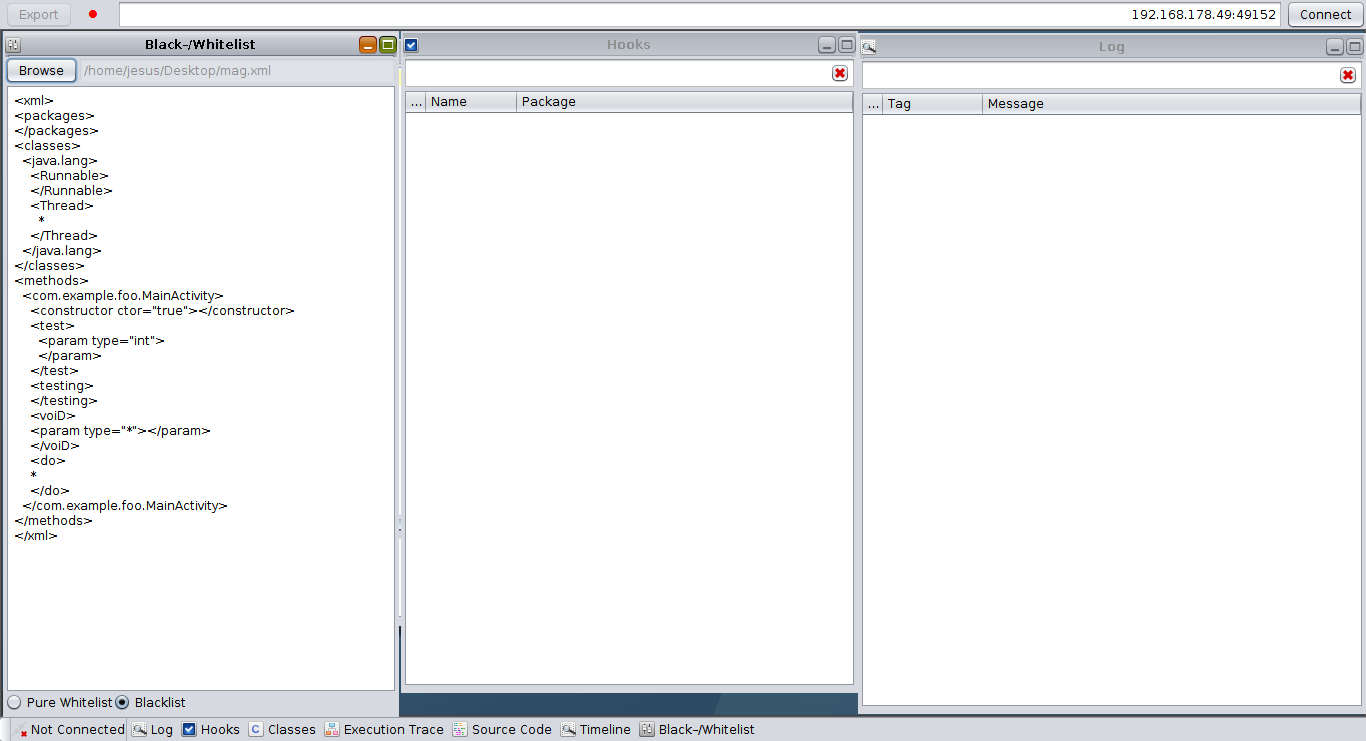 Export 192.168.178.49:49152 Connect
Black-/Whitelist
Browse /home/jesus/Desktop/mag.xml
<xml>
<packages>
</packages>
<classes>
<java.lang>
<Runnable>
</Runnable>
<Thread>
*
</Thread>
</java.lang>
</classes>
<methods>
<com.example.foo.MainActivity>
<constructor ctor="true"></constructor>
<test>
<param type="int">
</param>
</test>
<testing>
</testing>
<voiD>
<param type="*"></param>
</voiD>
<do>
*
</do>
</com.example.foo.MainActivity>
</methods>
</xml>
Pure Whitelist Blacklist
Hooks
... Name Package
Log
... Tag Message
Not Connected Log Hooks C Classes Execution Trace Source Code Timeline Black-/Whitelist